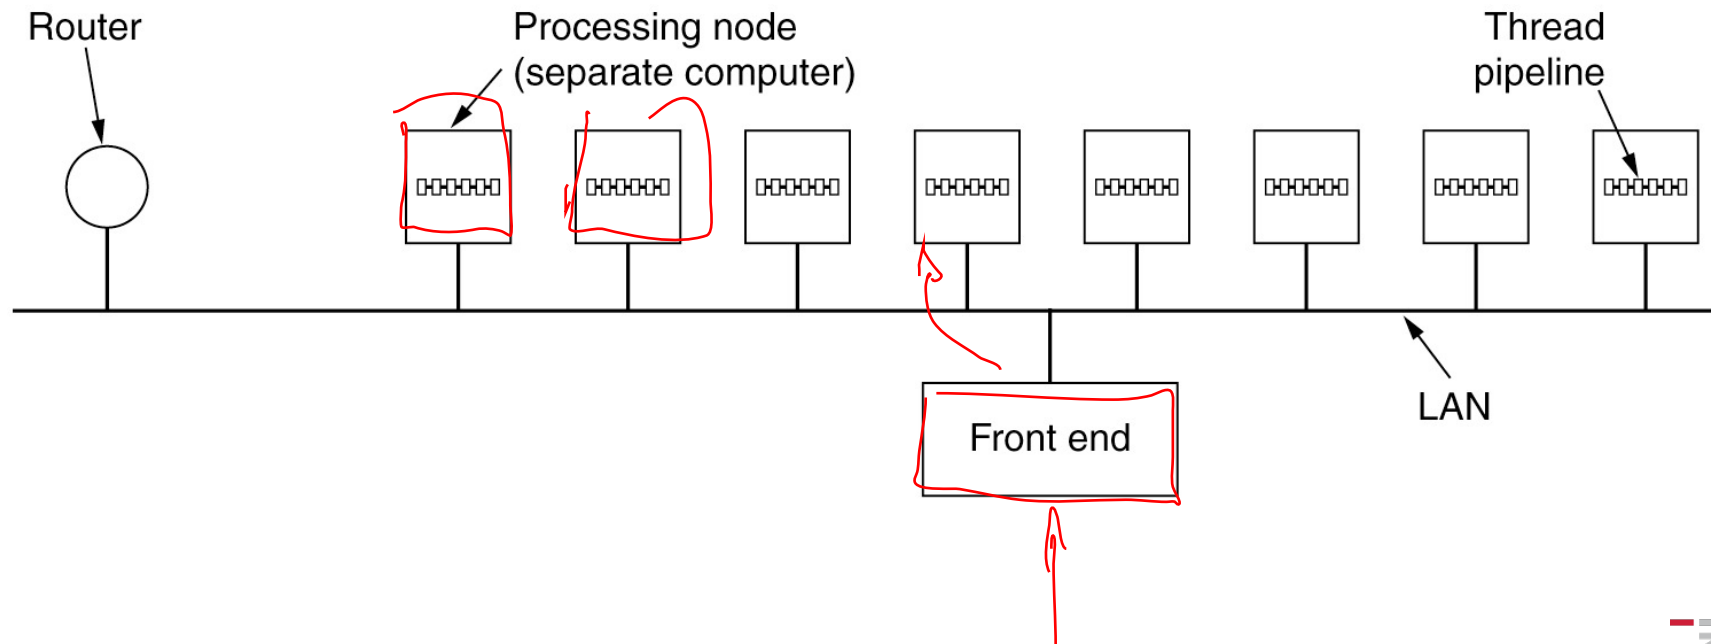 Router
Processing node
(separate computer)
Thread
pipeline
LAN
Front end